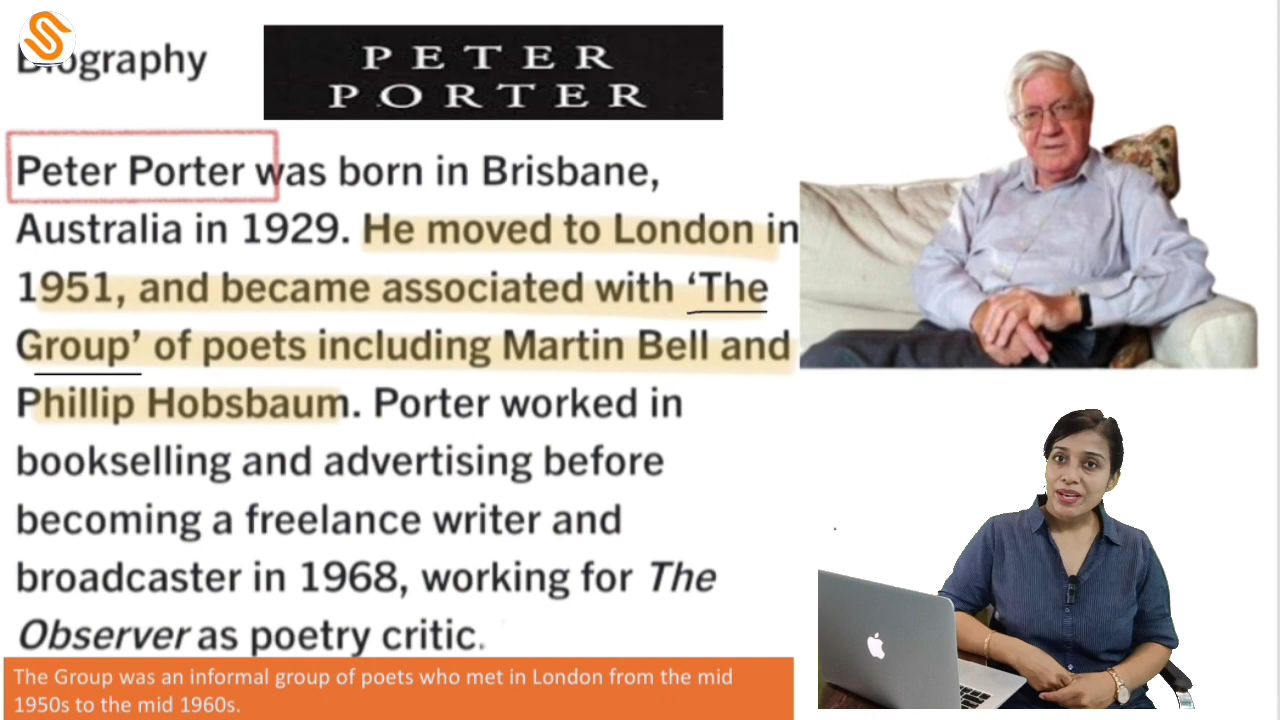 Biography
PETER
PORTER
Peter Porter was born in Brisbane,
Australia in 1929. He moved to London in
1951, and became associated with ‘The
Group’ of poets including Martin Bell and
Phillip Hobsbaum. Porter worked in
bookselling and advertising before
becoming a freelance writer and
broadcaster in 1968, working for The
Observer as poetry critic.
The Group was an informal group of poets who met in London from the mid
1950s to the mid 1960s.